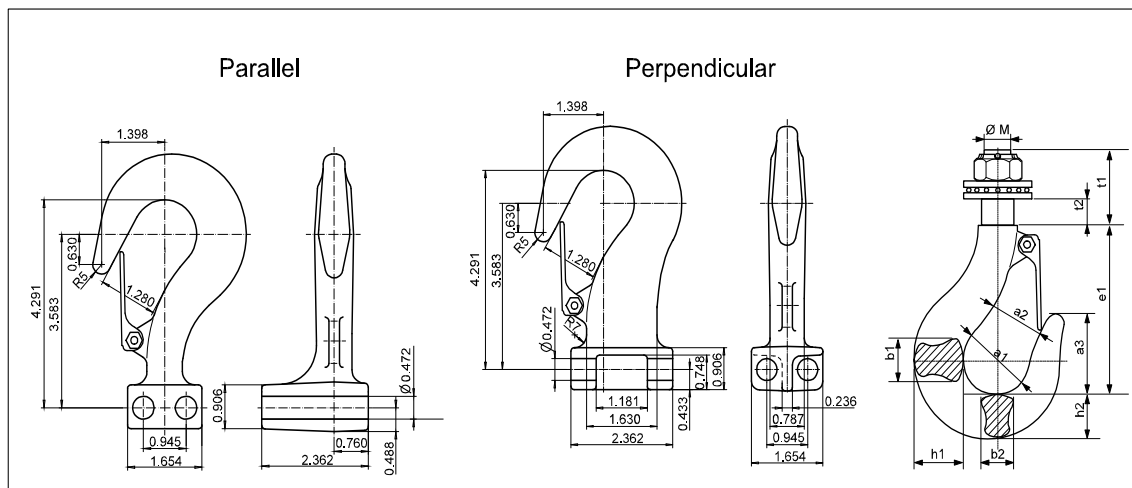 Parallel
Perpendicular
1.398
0.630
4.291
3.583
R5
1.280
0.906
0.945
1.654
Ø0.472
0.760
0.488
2.362
1.398
0.630
4.291
3.583
R5
1.280
R7
Ø0.472
0.748
0.906
0.433
1.181
1.630
2.362
0.236
0.787
0.945
1.654
Ø M
t1
t2
e1
a2
a3
a1
b1
h2
h1
b2